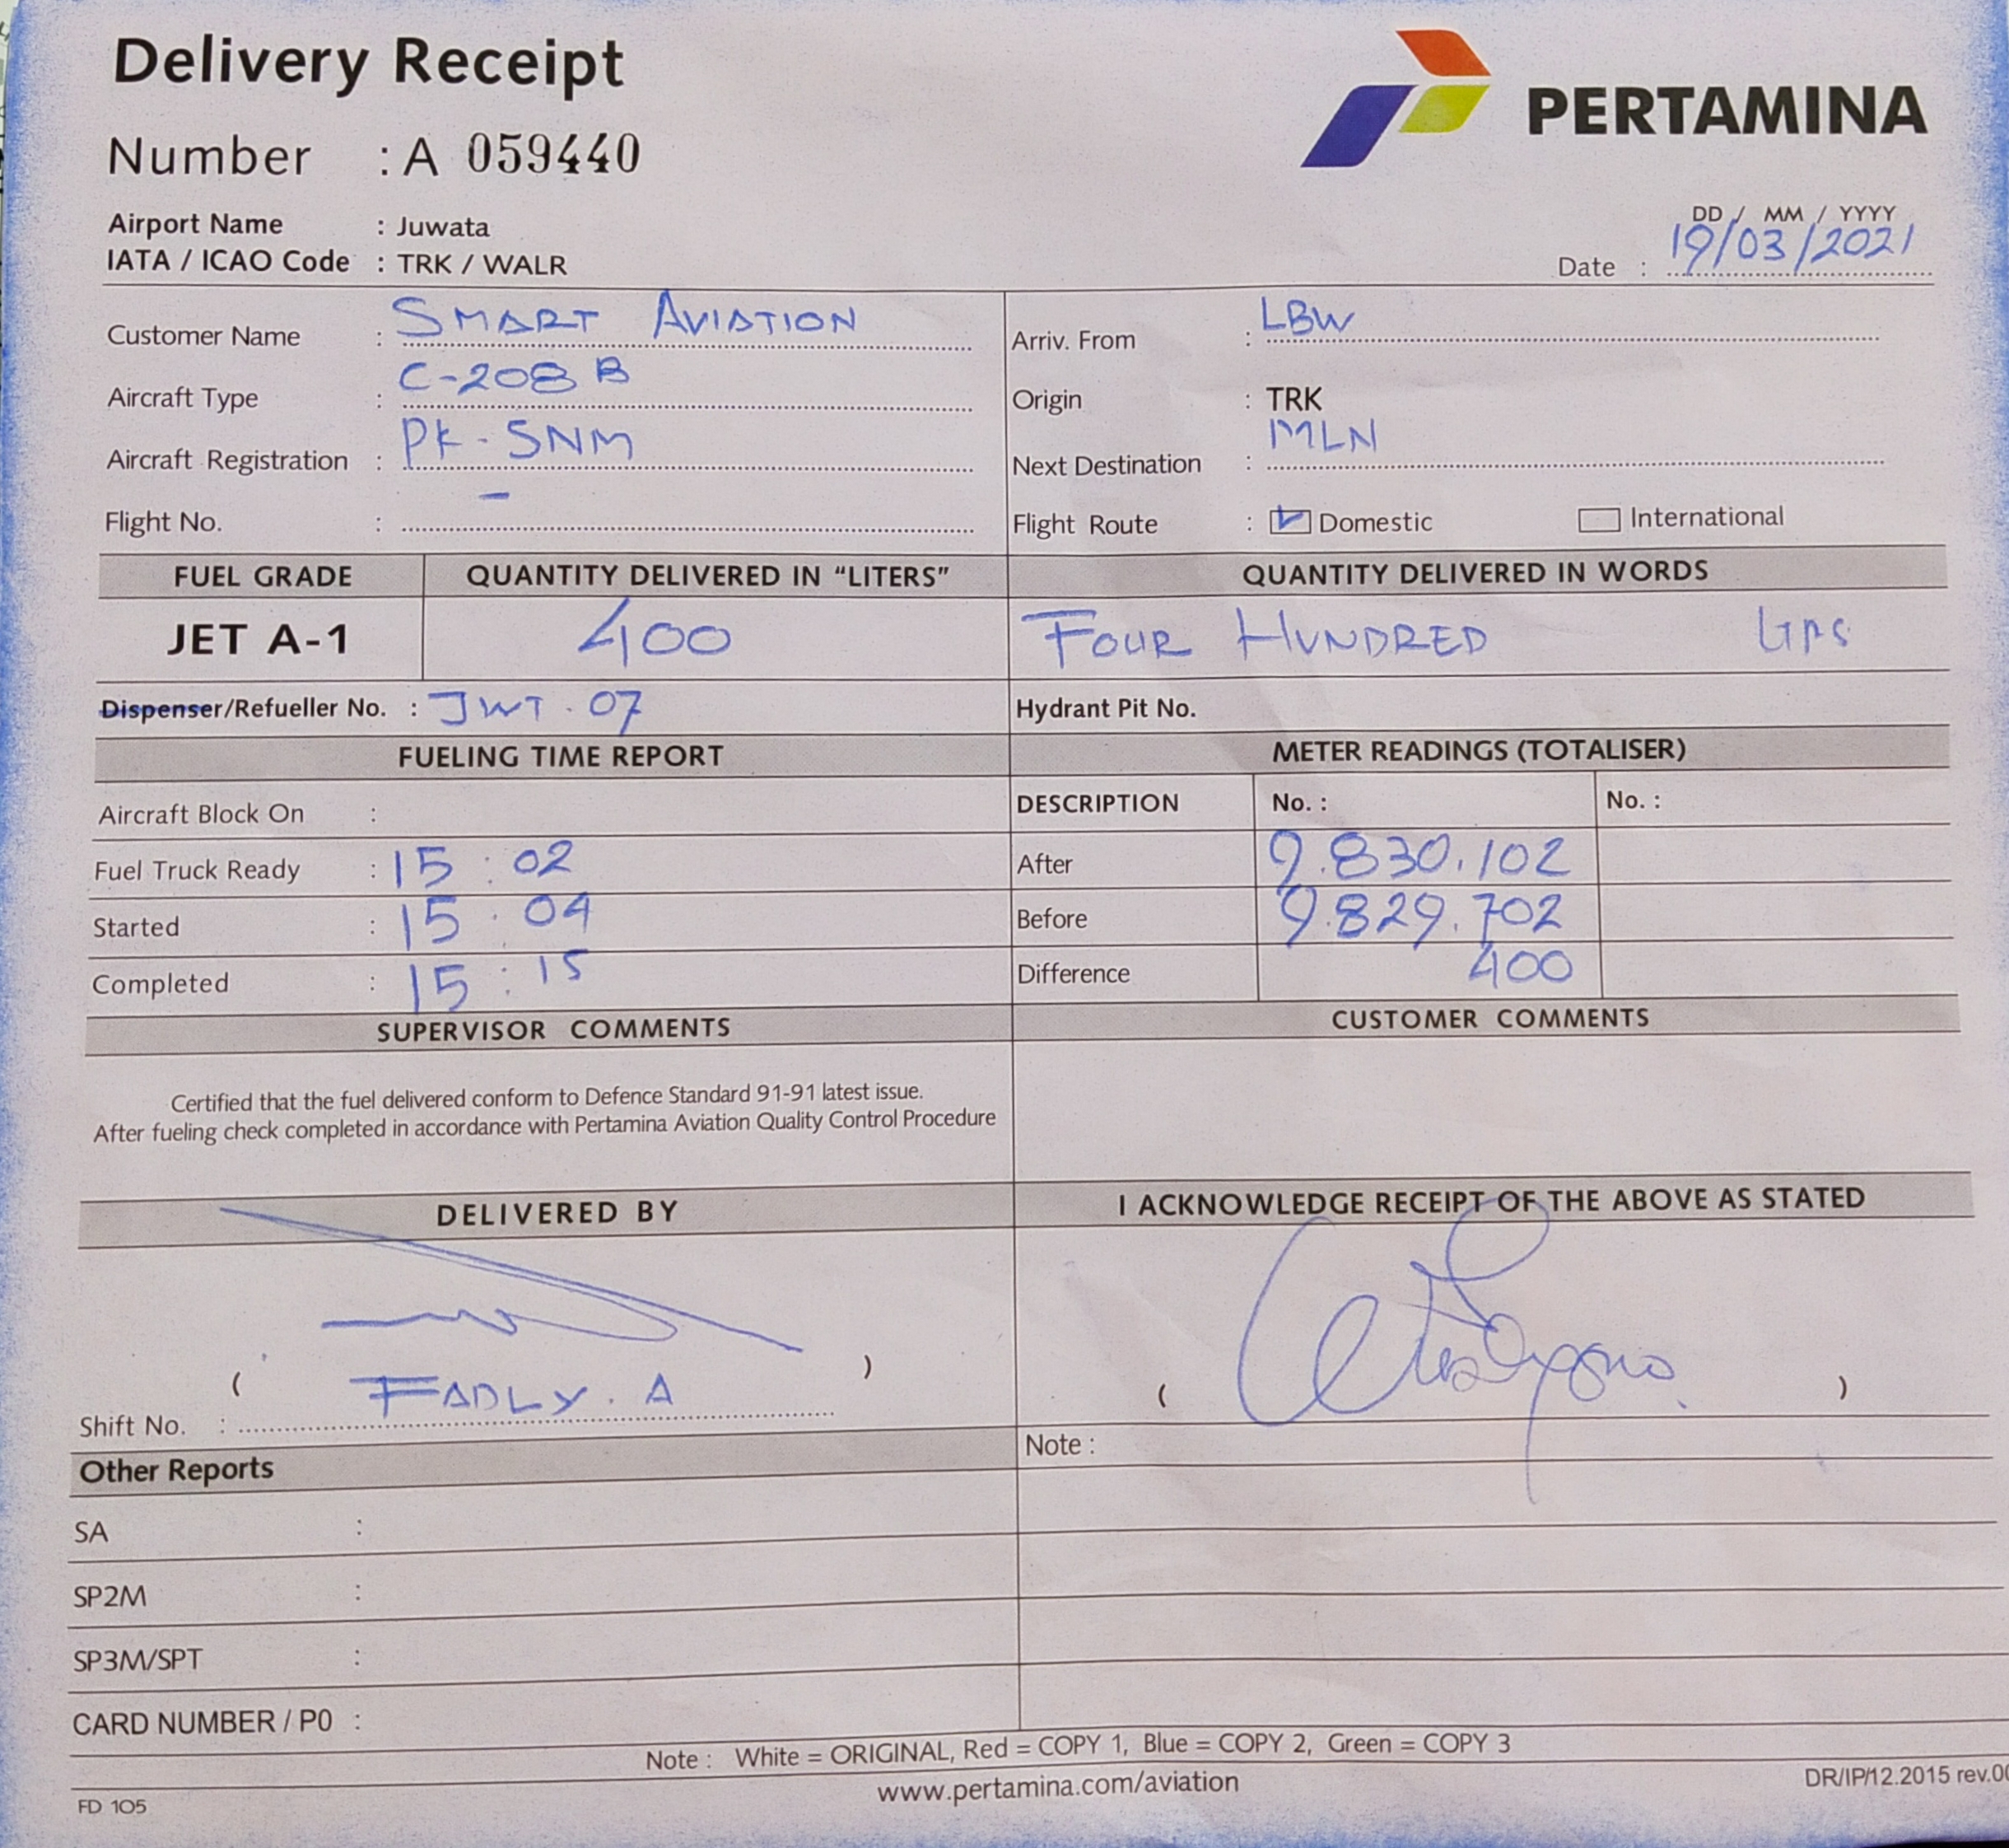 Delivery Receipt
PERTAMINA
Number : A 059440
Airport Name : Juwata
IATA / ICAO Code : TRK / WALR
DD / MM / YYYY
Date : 19/03/2021
Customer Name : SMART AVIATION
Arriv. From : LBW
Aircraft Type : C-208 B
Origin : TRK
Aircraft Registration : PK-SNM
Next Destination : MLN
Flight No. : -
Flight Route : Domestic International
FUEL GRADE QUANTITY DELIVERED IN "LITERS" QUANTITY DELIVERED IN WORDS
JET A-1 400 FOUR HUNDRED
Dispenser/Refueller No. : JWT. 07 Hydrant Pit No.
FUELING TIME REPORT METER READINGS (TOTALISER)
Aircraft Block On : DESCRIPTION No. : No. :
Fuel Truck Ready : 15 : 02 After 9.830.102
Started : 15 . 04 Before 9.829.702
Completed : 15 : 15 Difference 400
SUPERVISOR COMMENTS CUSTOMER COMMENTS
Certified that the fuel delivered conform to Defence Standard 91-91 latest issue.
After fueling check completed in accordance with Pertamina Aviation Quality Control Procedure
DELIVERED BY I ACKNOWLEDGE RECEIPT OF THE ABOVE AS STATED
( FADLY. A ) ( )
Shift No. :
Note :
Other Reports
SA :
SP2M :
SP3M/SPT :
CARD NUMBER / P0 :
Note : White = ORIGINAL, Red = COPY 1, Blue = COPY 2, Green = COPY 3
www.pertamina.com/aviation
FD 105 DR/IP/12.2015 rev.00